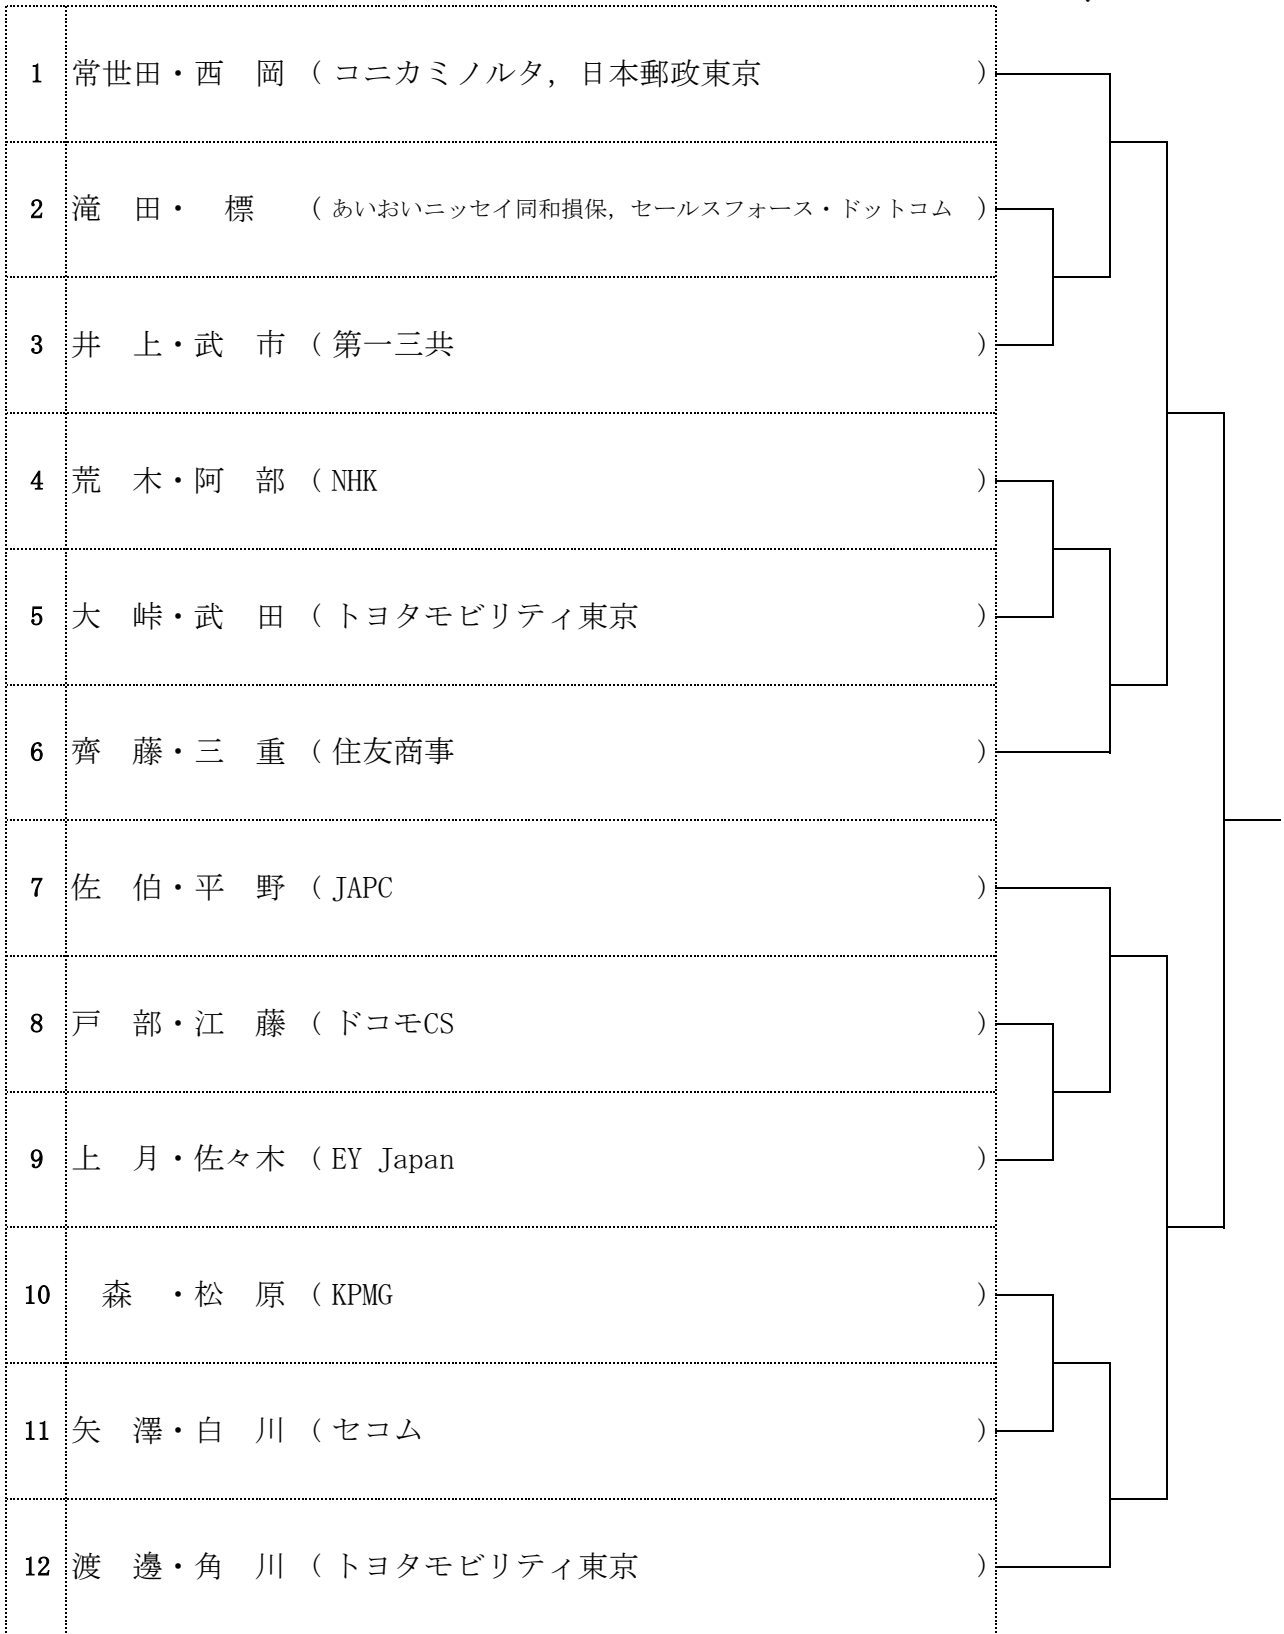 1 常世田・西　岡 （ コニカミノルタ, 日本郵政東京 ）
2 滝　田・　標　 （ あいおいニッセイ同和損保, セールスフォース・ドットコム ）
3 井　上・武　市 （ 第一三共 ）
4 荒　木・阿　部 （ NHK ）
5 大　峠・武　田 （ トヨタモビリティ東京 ）
6 齊　藤・三　重 （ 住友商事 ）
7 佐　伯・平　野 （ JAPC ）
8 戸　部・江　藤 （ ドコモCS ）
9 上　月・佐々木 （ EY Japan ）
10 　森　・松　原 （ KPMG ）
11 矢　澤・白　川 （ セコム ）
12 渡　邊・角　川 （ トヨタモビリティ東京 ）